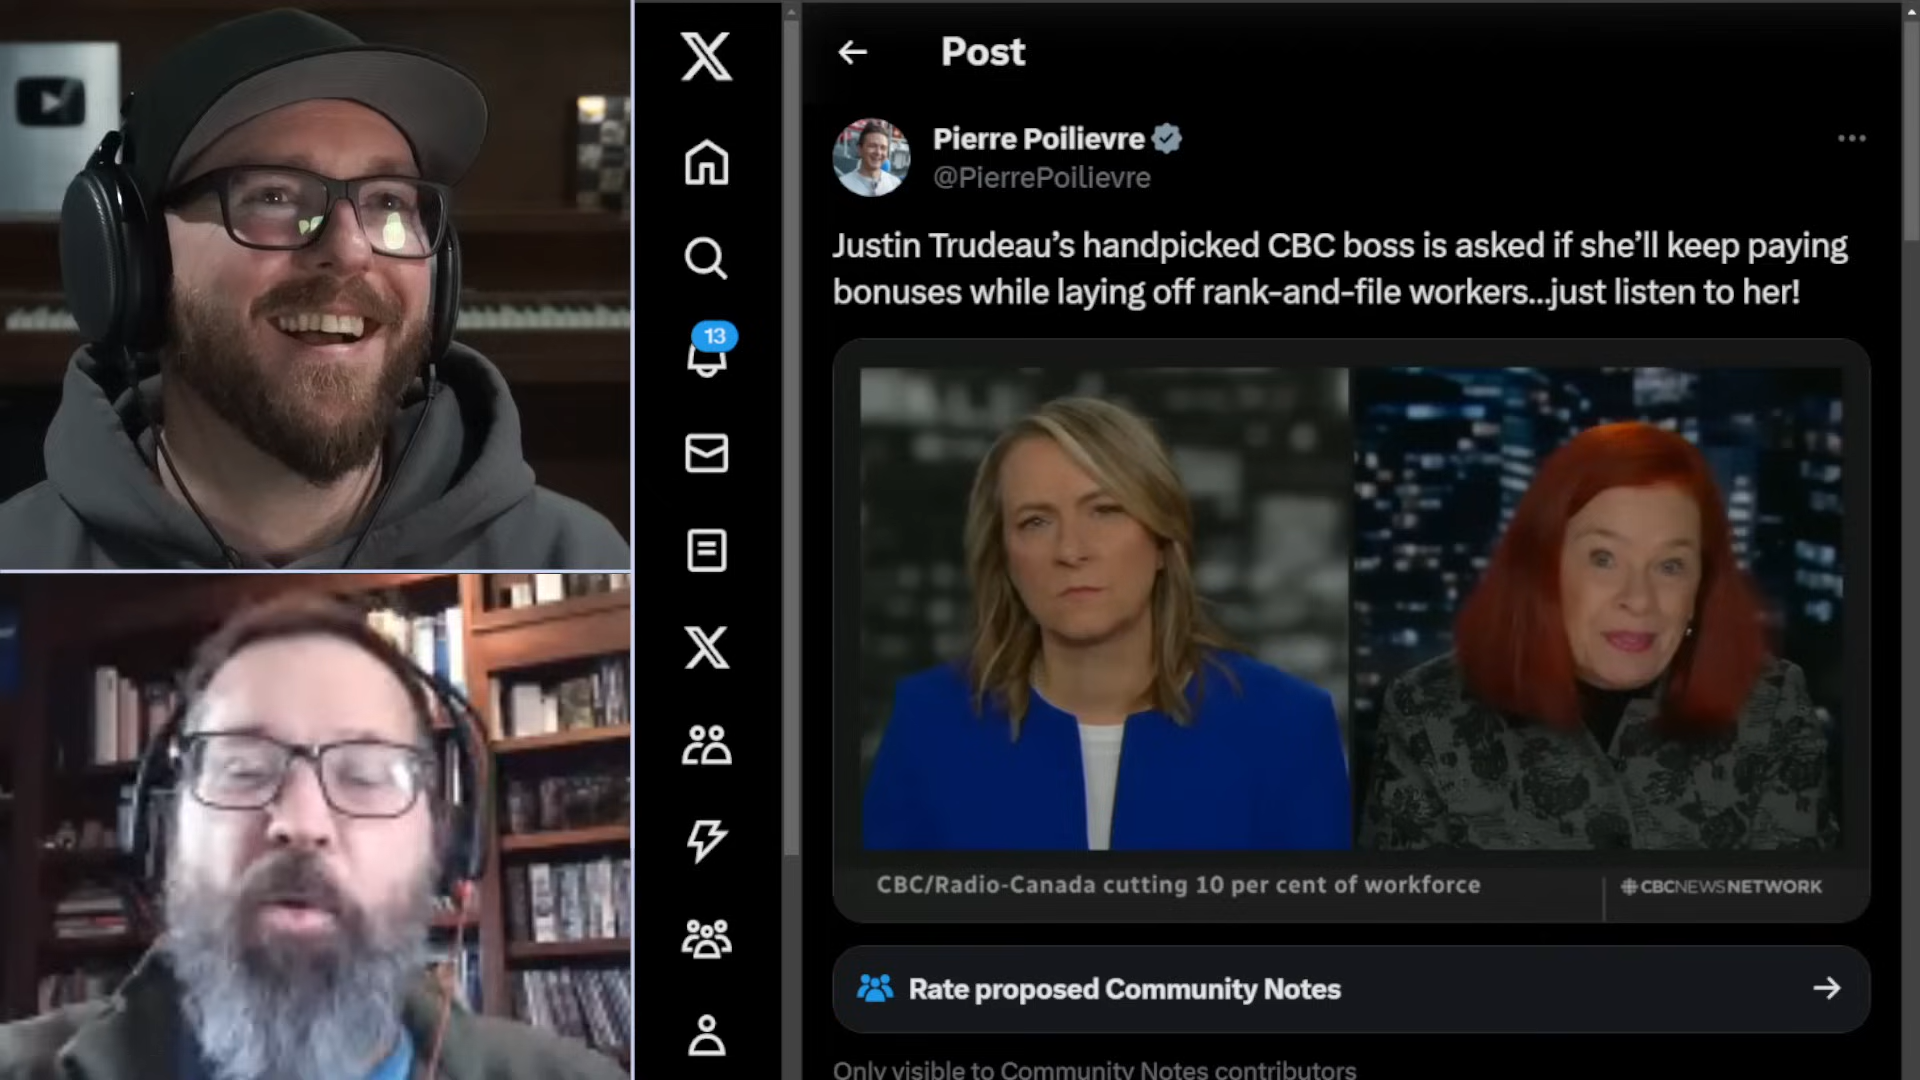 Post
Pierre Poilievre
@PierrePoilievre
Justin Trudeau’s handpicked CBC boss is asked if she’ll keep paying
bonuses while laying off rank-and-file workers...just listen to her!
13
CBC/Radio-Canada cutting 10 per cent of workforce
CBCNEWS NETWORK
Rate proposed Community Notes
Only visible to Community Notes contributors